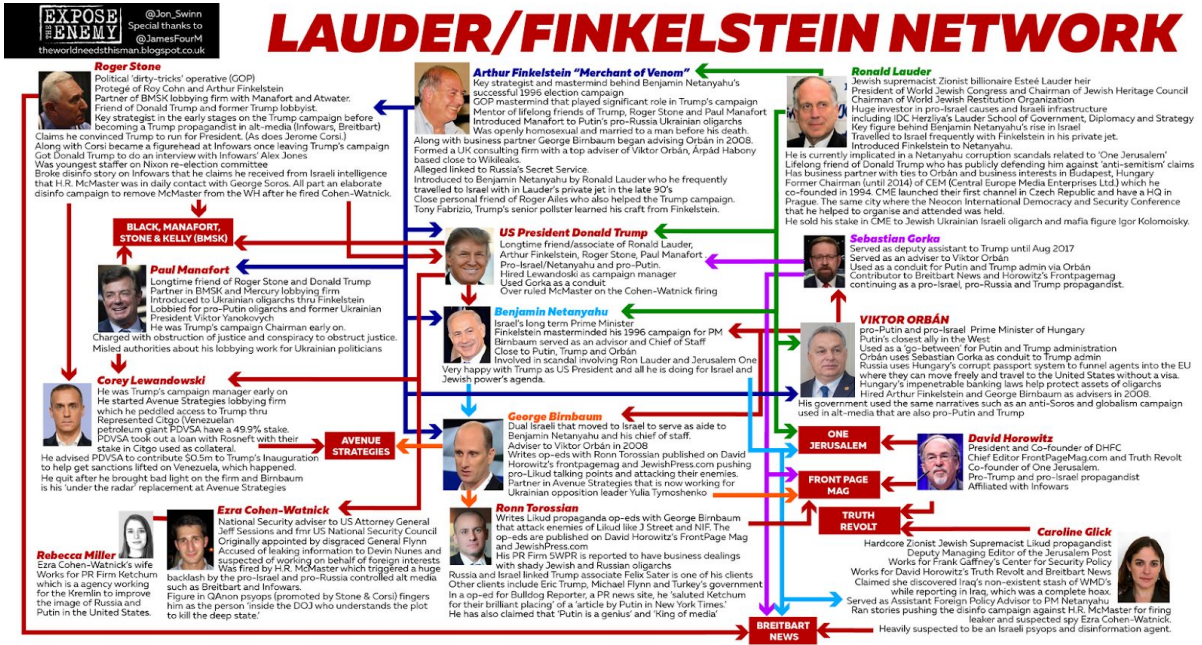 EXPOSE THE ENEMY
@Jon_Swinn
Special thanks to
@JamesFourM
theworldneedsthisman.blogspot.co.uk
LAUDER/FINKELSTEIN NETWORK
Roger Stone
Political 'dirty-tricks' operative (GOP)
Protegé of Roy Cohn and Arthur Finkelstein
Partner of BMSK lobbying firm with Manafort and Atwater.
Friend of Donald Trump and former Trump lobbyist.
Key strategist in the early stages on the Trump campaign before
becoming a Trump propagandist in alt-media (Infowars, Breitbart)
Claims he convinced Trump to run for President. (As does Jerome Corsi.)
Along with Corsi became a figurehead at Infowars once leaving Trump's campaign
Got Donald Trump to do an interview with Infowars' Alex Jones
Was youngest staffer on Nixon re-election committee
Broke disinfo story on Infowars that he claims he received from Israeli intelligence
that H.R. McMaster was in daily contact with George Soros. All part an elaborate
disinfo campaign to remove McMaster from the WH after he fired Cohen-Watnick.
Arthur Finkelstein "Merchant of Venom"
Key strategist and mastermind behind Benjamin Netanyahu's
successful 1996 election campaign
GOP mastermind that played significant role in Trump's campaign
Mentor of lifelong friends of Trump, Roger Stone and Paul Manafort
Introduced Manafort to Putin's pro-Russia Ukrainian oligarchs
Was openly homosexual and married to a man before his death.
Along with business partner George Birnbaum began advising Orbán in 2008.
Formed a UK consulting firm with a top adviser of Viktor Orbán, Árpád Habony
based close to Wikileaks.
Alleged linked to Russia's Secret Service.
Introduced to Benjamin Netanyahu by Ronald Lauder who he frequently
travelled to Israel with in Lauder's private jet in the late 90's
Close personal friend of Roger Ailes who also helped the Trump campaign.
Tony Fabrizio, Trump's senior pollster learned his craft from Finkelstein.
Ronald Lauder
Jewish supremacist Zionist billionaire Esteé Lauder heir
President of World Jewish Congress and Chairman of Jewish Heritage Council
Chairman of World Jewish Restitution Organization
Huge investor in pro-Israel causes and Israeli infrastructure
including IDC Herzliya's Lauder School of Government, Diplomacy and Strategy
Key figure behind Benjamin Netanyahu's rise in Israel
Travelled to Israel frequently with Finkelstein in his private jet.
Introduced Finkelstein to Netanyahu.
He is currently implicated in a Netanyahu corruption scandals related to 'One Jerusalem'
Lifelong friend of Donald Trump who has publicly defending him against 'anti-semitism' claims
Has business partner with ties to Orbán and business interests in Budapest, Hungary
Former Chairman (until 2014) of CEM (Central Europe Media Enterprises Ltd.) which he
co-founded in 1994. CME launched their first channel in Czech Republic and have a HQ in
Prague. The same city where the Neocon International Democracy and Security Conference
that he helped to organise and attended was held.
He sold his stake in CME to Jewish Ukrainian Israeli oligarch and mafia figure Igor Kolomoisky.
BLACK, MANAFORT,
STONE & KELLY (BMSK)
US President Donald Trump
Longtime friend/associate of Ronald Lauder,
Arthur Finkelstein, Roger Stone, Paul Manafort .
Pro-Israel/Netanyahu and pro-Putin.
Hired Lewandoski as campaign manager
Used Gorka as a conduit
Over ruled McMaster on the Cohen-Watnick firing
Sebastian Gorka
Served as deputy assistant to Trump until Aug 2017
Served as an adviser to Viktor Orbán
Used as a conduit for Putin and Trump admin via Orbán
Contributor to Breitbart News and Horowitz's Frontpagemag
continuing as a pro-Israel, pro-Russia and Trump propagandist.
Paul Manafort
Longtime friend of Roger Stone and Donald Trump
Partner in BMSK and Mercury lobbying firm
Introduced to Ukrainian oligarchs thru Finkelstein
Lobbied for pro-Putin oligarchs and former Ukrainian
President Viktor Yanokovych
He was Trump's campaign Chairman early on.
Charged with obstruction of justice and conspiracy to obstruct justice.
Misled authorities about his lobbying work for Ukrainian politicians
Benjamin Netanyahu
Israel's long term Prime Minister
Finkelstein masterminded his 1996 campaign for PM
Birnbaum served as an advisor and Chief of Staff
Close to Putin, Trump and Orban
Involved in scandal involving Ron Lauder and Jerusalem One
Very happy with Trump as US President and all he is doing for Israel and
Jewish power's agenda.
VIKTOR ORBÁN
pro-Putin and pro-Israel Prime Minister of Hungary
Putin's closest ally in the West
Used as a 'go-between' for Putin and Trump administration
Orbán uses Sebastian Gorka as conduit to Trump admin
Russia uses Hungary's corrupt passport system to funnel agents into the EU
where they can move freely and travel to the United States without a visa.
Hungary's impenetrable banking laws help protect assets of oligarchs
Hired Arthur Finkelstein and George Birnbaum as advisers in 2008.
His government used the same narratives such as an anti-Soros and globalism campaign
used in alt-media that are also pro-Putin and Trump
Corey Lewandowski
He was Trump's campaign manager early on
He started Avenue Strategies lobbying firm
which he peddled access to Trump thru
Represented Citgo (Venezuelan
petroleum giant PDVSA have a 49.9% stake.
PDVSA took out a loan with Rosneft with their
stake in Citgo used as collateral.
He advised PDVSA to contribute $0.5m to Trump's Inauguration
to help get sanctions lifted on Venezuela, which happened.
He quit after he brought bad light on the firm and Birnbaum
is his 'under the radar' replacement at Avenue Strategies
AVENUE
STRATEGIES
George Birnbaum
Dual Israeli that moved to Israel to serve as aide to
Benjamin Netanyahu and his chief of staff.
Adviser to Viktor Orbán in 2008
Writes op-eds with Ronn Torossian published on David
Horowitz's frontpagemag and JewishPress.com pushing
pro-Likud talking points and attacking their enemies.
Partner in Avenue Strategies that is now working for
Ukrainian opposition leader Yulia Tymoshenko
ONE
JERUSALEM
FRONT PAGE
MAG
TRUTH
REVOLT
David Horowitz
President and Co-founder of DHFC
Chief Editor FrontPageMag.com and Truth Revolt
Co-founder of One Jerusalem.
Pro-Trump and pro-Israel propagandist
Affiliated with Infowars
Ezra Cohen-Watnick
National Security adviser to US Attorney General
Jeff Sessions and fmr US National Security Council
Originally appointed by disgraced General Flynn
Accused of leaking information to Devin Nunes and
suspected of working on behalf of foreign interests
Was fired by H.R. McMaster which triggered a huge
backlash by the pro-Israel and pro-Russia controlled alt media
such as Breitbart and Infowars.
Figure in QAnon psyops (promoted by Stone & Corsi) fingers
him as the person 'inside the DOJ who understands the plot
to kill the deep state.'
Rebecca Miller
Ezra Cohen-Watnick's wife
Works for PR Firm Ketchum
which is a agency working
for the Kremlin to improve
the image of Russia and
Putin in the United States.
Ronn Torossian
Writes Likud propaganda op-eds with George Birnbaum
that attack enemies of Likud like J Street and NIF. The
op-eds are published on David Horowitz's FrontPage Mag
and JewishPress.com
His PR Firm 5WPR is reported to have business dealings
with shady Jewish and Russian oligarchs
Russia and Israel linked Trump associate Felix Sater is one of his clients
Other clients include Eric Trump, Michael Flynn and Turkey's government
In a op-ed for Bulldog Reporter, a PR news site, he 'saluted Ketchum
for their brilliant placing' of a 'article by Putin in New York Times.'
He has also claimed that 'Putin is a genius' and 'King of media'
Caroline Glick
Hardcore Zionist Jewish Supremacist Likud propagandist
Deputy Managing Editor of the Jerusalem Post
Works for Frank Gaffney's Center for Security Policy
Works for David Horowitz's Truth Revolt and Breitbart News
Claimed she discovered Iraq's non-existent stash of WMD's
while reporting in Iraq, which was a complete hoax.
Served as Assistant Foreign Policy Advisor to PM Netanyahu
Ran stories pushing the disinfo campaign against H.R. McMaster for firing
leaker and suspected spy Ezra Cohen-Watnick.
Heavily suspected to be an Israeli psyops and disinformation agent.
BREITBART
NEWS